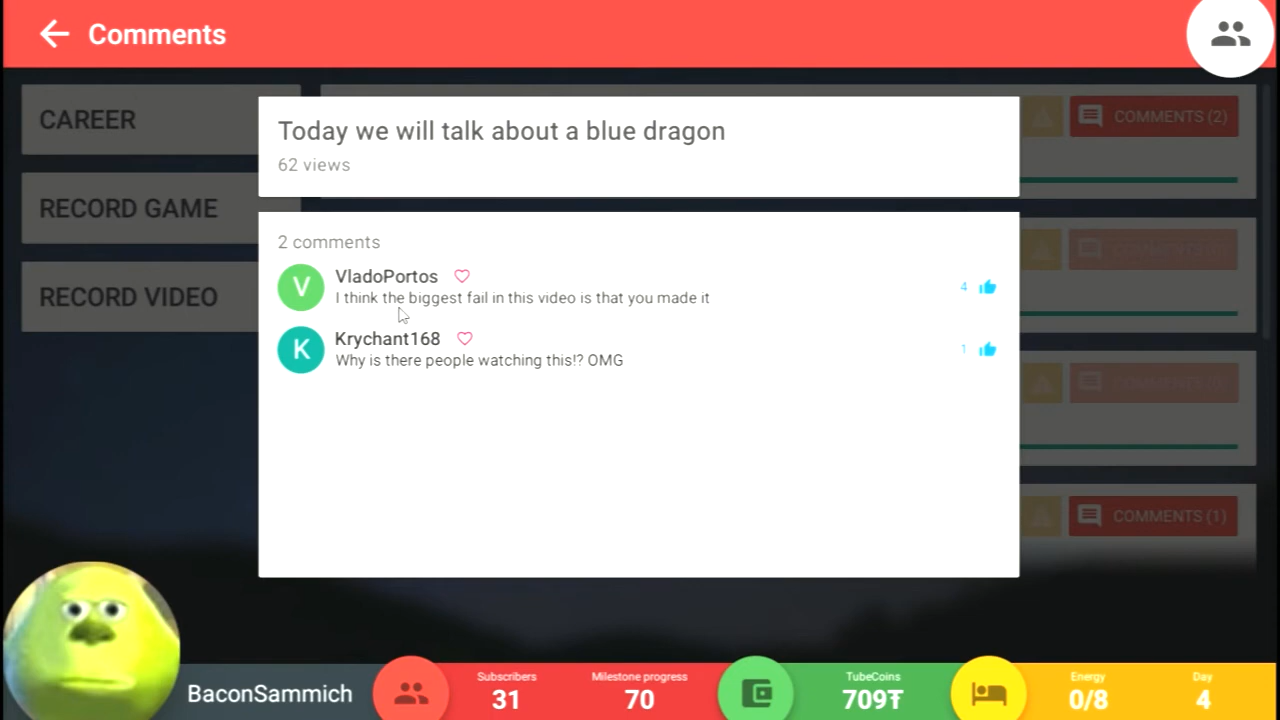 Comments
CAREER
RECORD GAME
RECORD VIDEO
COMMENTS (2)
Today we will talk about a blue dragon
62 views
2 comments
V
VladoPortos
4
I think the biggest fail in this video is that you made it
K
Krychant168
1
Why is there people watching this!? OMG
COMMENTS (1)
BaconSammich
Subscribers
31
Milestone progress
70
TubeCoins
709₸
Energy
0/8
Day
4